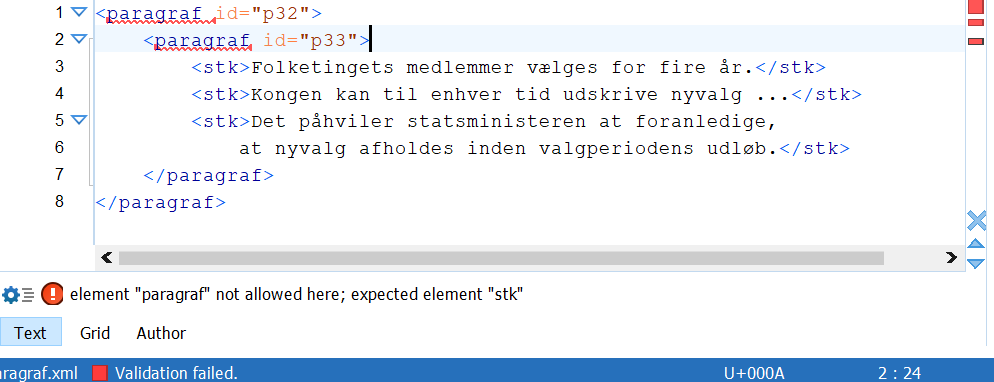 1 <paragraf id="p32">
2 <paragraf id="p33">
3 <stk>Folketingets medlemmer vælges for fire år.</stk>
4 <stk>Kongen kan til enhver tid udskrive nyvalg ...</stk>
5 <stk>Det påhviler statsministeren at foranledige,
6 at nyvalg afholdes inden valgperiodens udløb.</stk>
7 </paragraf>
8 </paragraf>
element "paragraf" not allowed here; expected element "stk"
Text Grid Author
aragraf.xml Validation failed. U+000A 2 : 24